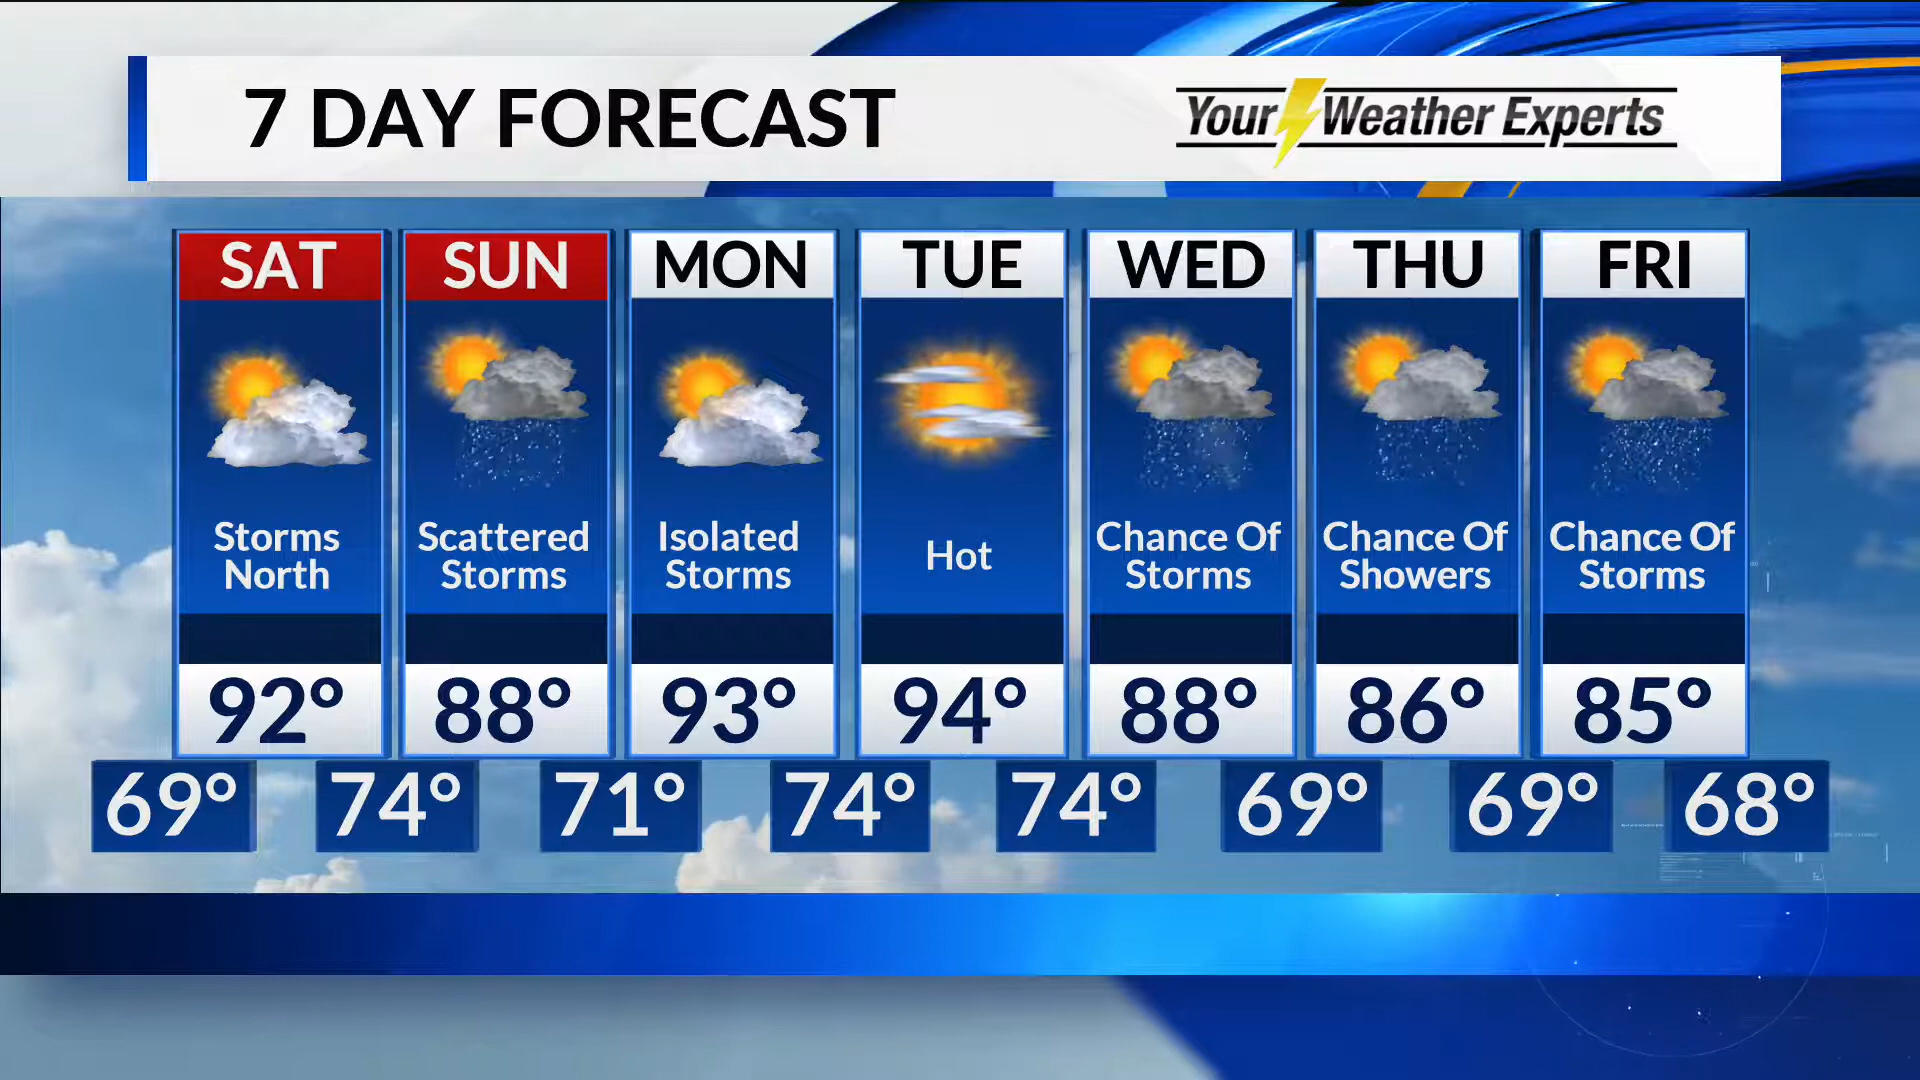 7 DAY FORECAST
Your Weather Experts
SAT SUN MON TUE WED THU FRI
Storms North
Scattered Storms
Isolated Storms
Hot
Chance Of Storms
Chance Of Showers
Chance Of Storms
92° 88° 93° 94° 88° 86° 85°
69° 74° 71° 74° 74° 69° 69° 68°